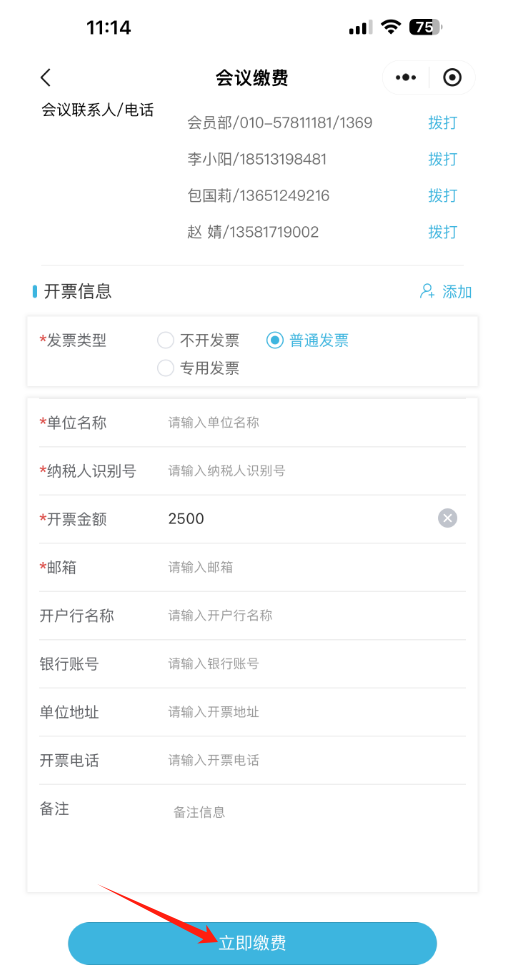 11:14
75
会议缴费
会议联系人/电话
会员部/010-57811181/1369 拨打
李小阳/18513198481 拨打
包国莉/13651249216 拨打
赵 婧/13581719002 拨打
开票信息 添加
*发票类型 不开发票 普通发票
专用发票
*单位名称 请输入单位名称
*纳税人识别号 请输入纳税人识别号
*开票金额 2500
*邮箱 请输入邮箱
开户行名称 请输入开户行名称
银行账号 请输入银行账号
单位地址 请输入开票地址
开票电话 请输入开票电话
备注 备注信息
立即缴费